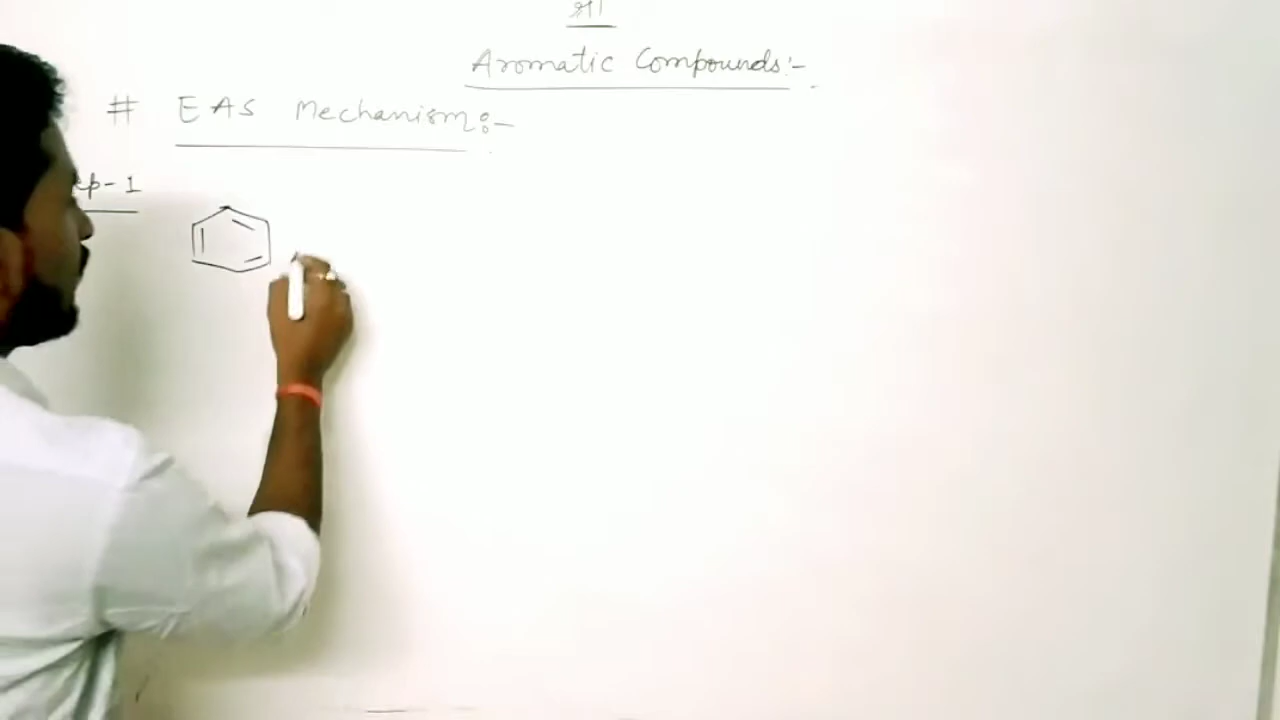 श्री
Aromatic Compounds:-
# EAS Mechanism:-
ep-1